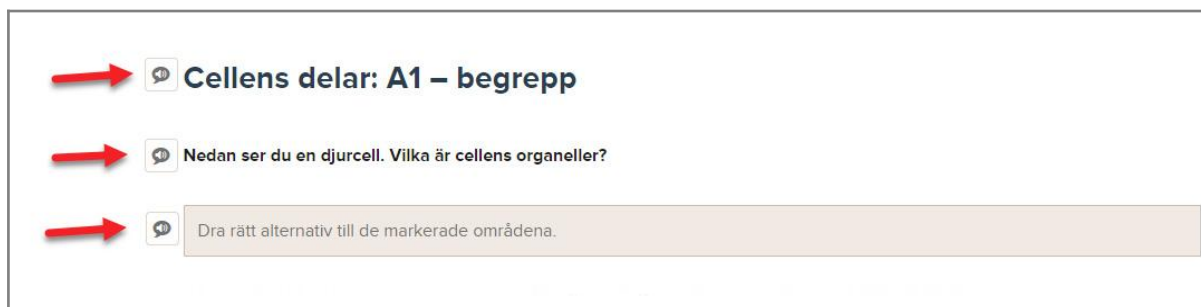 Cellens delar: A1 – begrepp
Nedan ser du en djurcell. Vilka är cellens organeller?
Dra rätt alternativ till de markerade områdena.